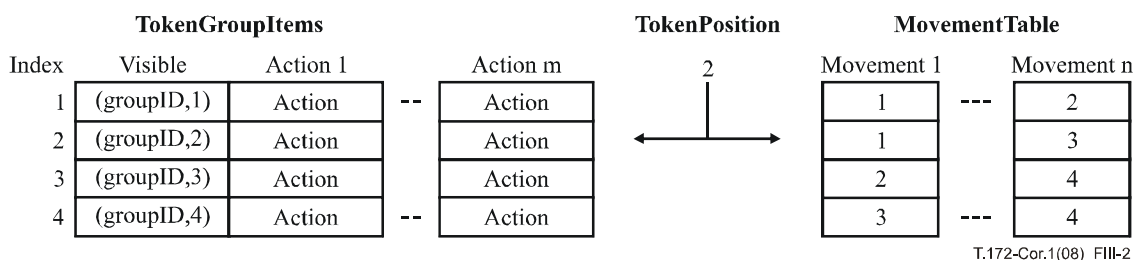 TokenGroupItems TokenPosition MovementTable
Index Visible Action 1 Action m 2 Movement 1 Movement n
1 (groupID,1) Action -- Action 1 --- 2
2 (groupID,2) Action Action 1 3
3 (groupID,3) Action Action 2 4
4 (groupID,4) Action -- Action 3 --- 4
T.172-Cor.1(08)_FIII-2